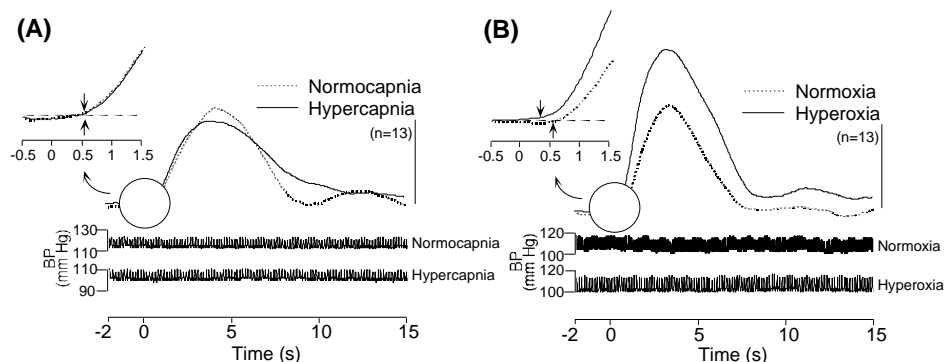 (A)
Normocapnia
Hypercapnia
(n=13)
-0.5 0 0.5 1 1.5
BP
(mm Hg)
130
110
Normocapnia
110
90
Hypercapnia
-2 0 5 10 15
Time (s)
(B)
Normoxia
Hyperoxia
(n=13)
-0.5 0 0.5 1 1.5
BP
(mm Hg)
120
100
Normoxia
120
100
Hyperoxia
-2 0 5 10 15
Time (s)